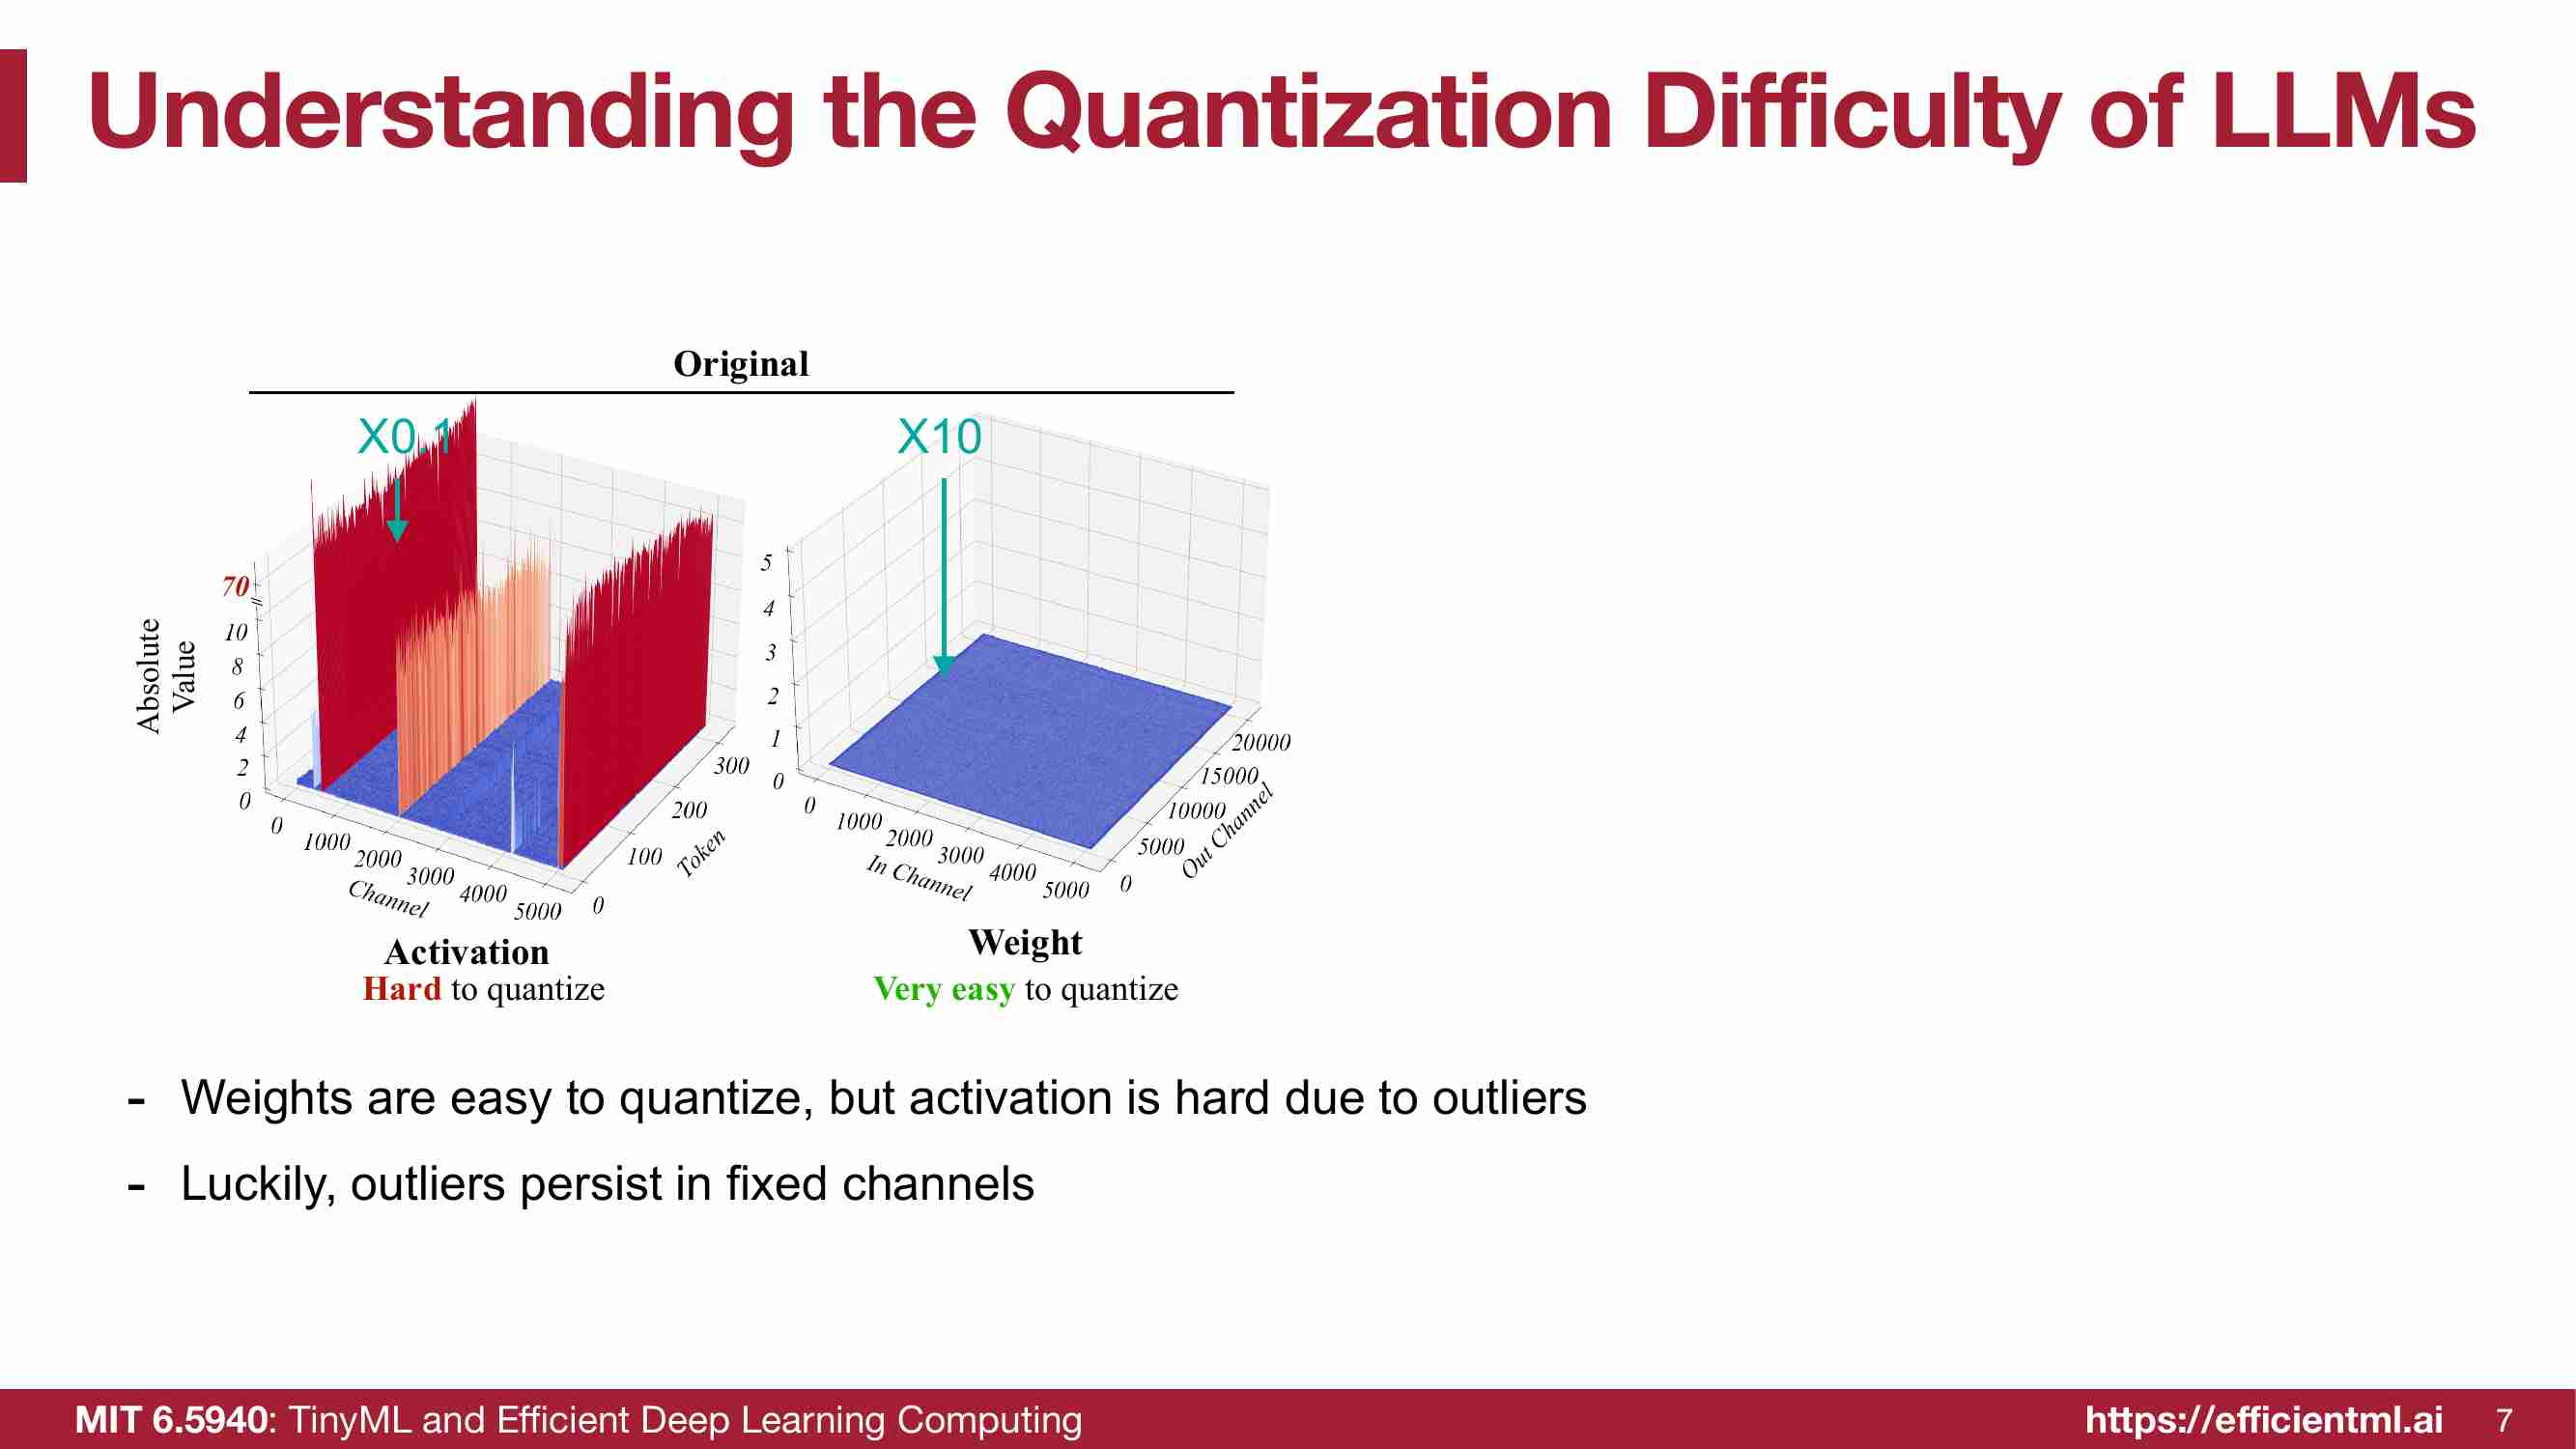 Understanding the Quantization Difficulty of LLMs
Original
X0.1
X10
Absolute
Value
70
10
8
6
4
2
0
0
1000
2000
3000
4000
5000
Channel
0
100
200
300
Token
5
4
3
2
1
0
0
1000
2000
3000
4000
5000
In Channel
0
5000
10000
15000
20000
Out Channel
Activation
Hard to quantize
Weight
Very easy to quantize
- Weights are easy to quantize, but activation is hard due to outliers
- Luckily, outliers persist in fixed channels
MIT 6.5940: TinyML and Efficient Deep Learning Computing
https://efficientml.ai
7